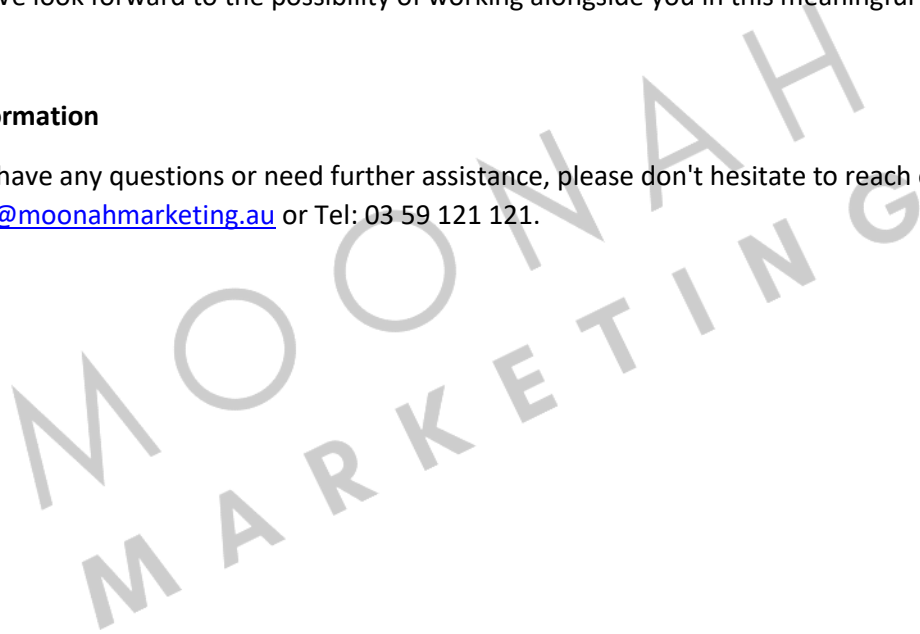 ve look forward to the possibility of working alongside you in this meaningful
ormation
have any questions or need further assistance, please don't hesitate to reach
@moonahmarketing.au or Tel: 03 59 121 121.
MOONAH
MARKETING